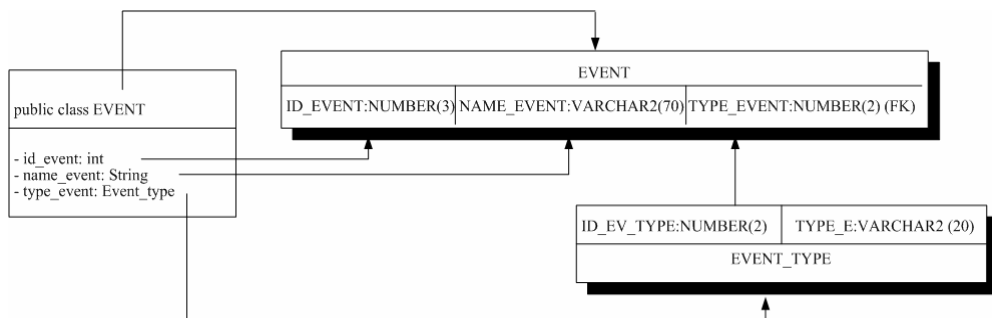 EVENT
public class EVENT
ID_EVENT:NUMBER(3) NAME_EVENT:VARCHAR2(70) TYPE_EVENT:NUMBER(2) (FK)
- id_event: int
- name_event: String
- type_event: Event_type
ID_EV_TYPE:NUMBER(2) TYPE_E:VARCHAR2 (20)
EVENT_TYPE